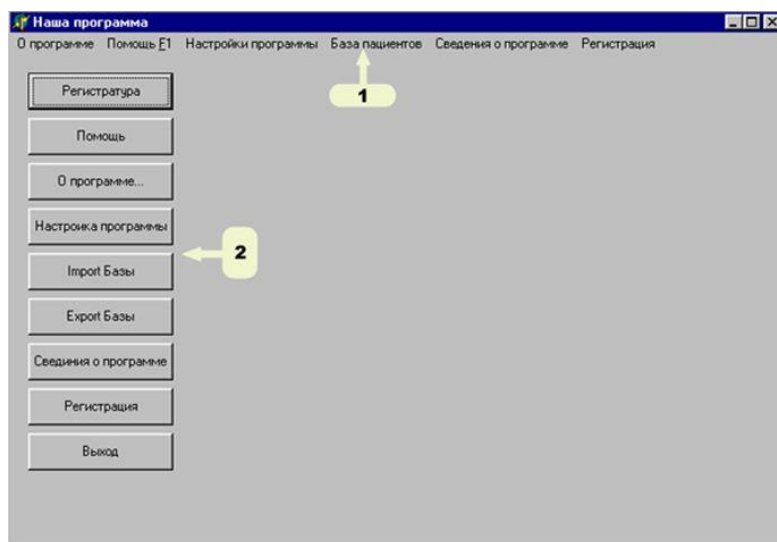 Наша программа
О программе Помощь F1 Настройки программы База пациентов Сведения о программе Регистрация
1
Регистратура
Помощь
О программе...
Настроика программы
2
Import Базы
Export Базы
Свединия о программе
Регистрация
Выход